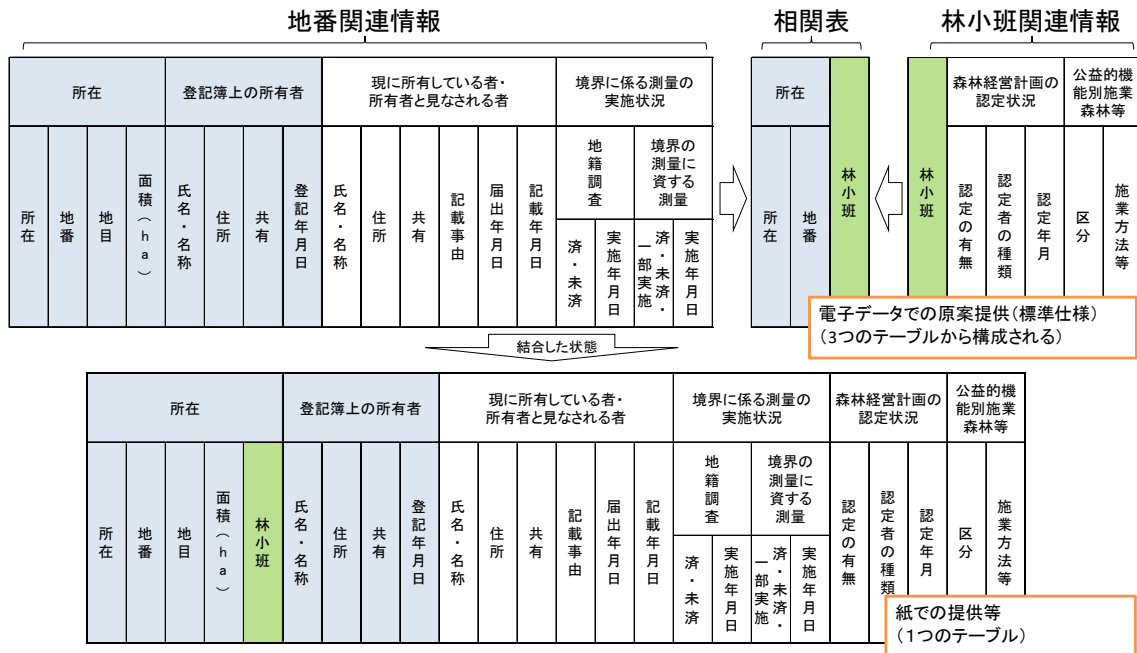 地番関連情報
相関表
林小班関連情報
所在
登記簿上の所有者
現に所有している者・
所有者と見なされる者
境界に係る測量の
実施状況
所在
林小班
林小班
森林経営計画の
認定状況
公益的機
能別施業
森林等
所在
地番
地目
面積(ha)
氏名・名称
住所
共有
登記年月日
氏名・名称
住所
共有
記載事由
届出年月日
記載年月日
地籍調査
境界の
測量に
資する
測量
済・未済
実施年月日
済・未済・
一部実施
実施年月日
所在
地番
認定の有無
認定者の種類
認定年月
区分
施業方法等
電子データでの原案提供(標準仕様)
(3つのテーブルから構成される)
結合した状態
所在
登記簿上の所有者
現に所有している者・
所有者と見なされる者
境界に係る測量の
実施状況
森林経営計画の
認定状況
公益的機
能別施業
森林等
所在
地番
地目
面積(ha)
林小班
氏名・名称
住所
共有
登記年月日
氏名・名称
住所
共有
記載事由
届出年月日
記載年月日
地籍調査
境界の
測量に
資する
測量
済・未済
実施年月日
済・未済・
一部実施
実施年月日
認定の有無
認定者の種類
認定年月
区分
施業方法等
紙での提供等
(1つのテーブル)